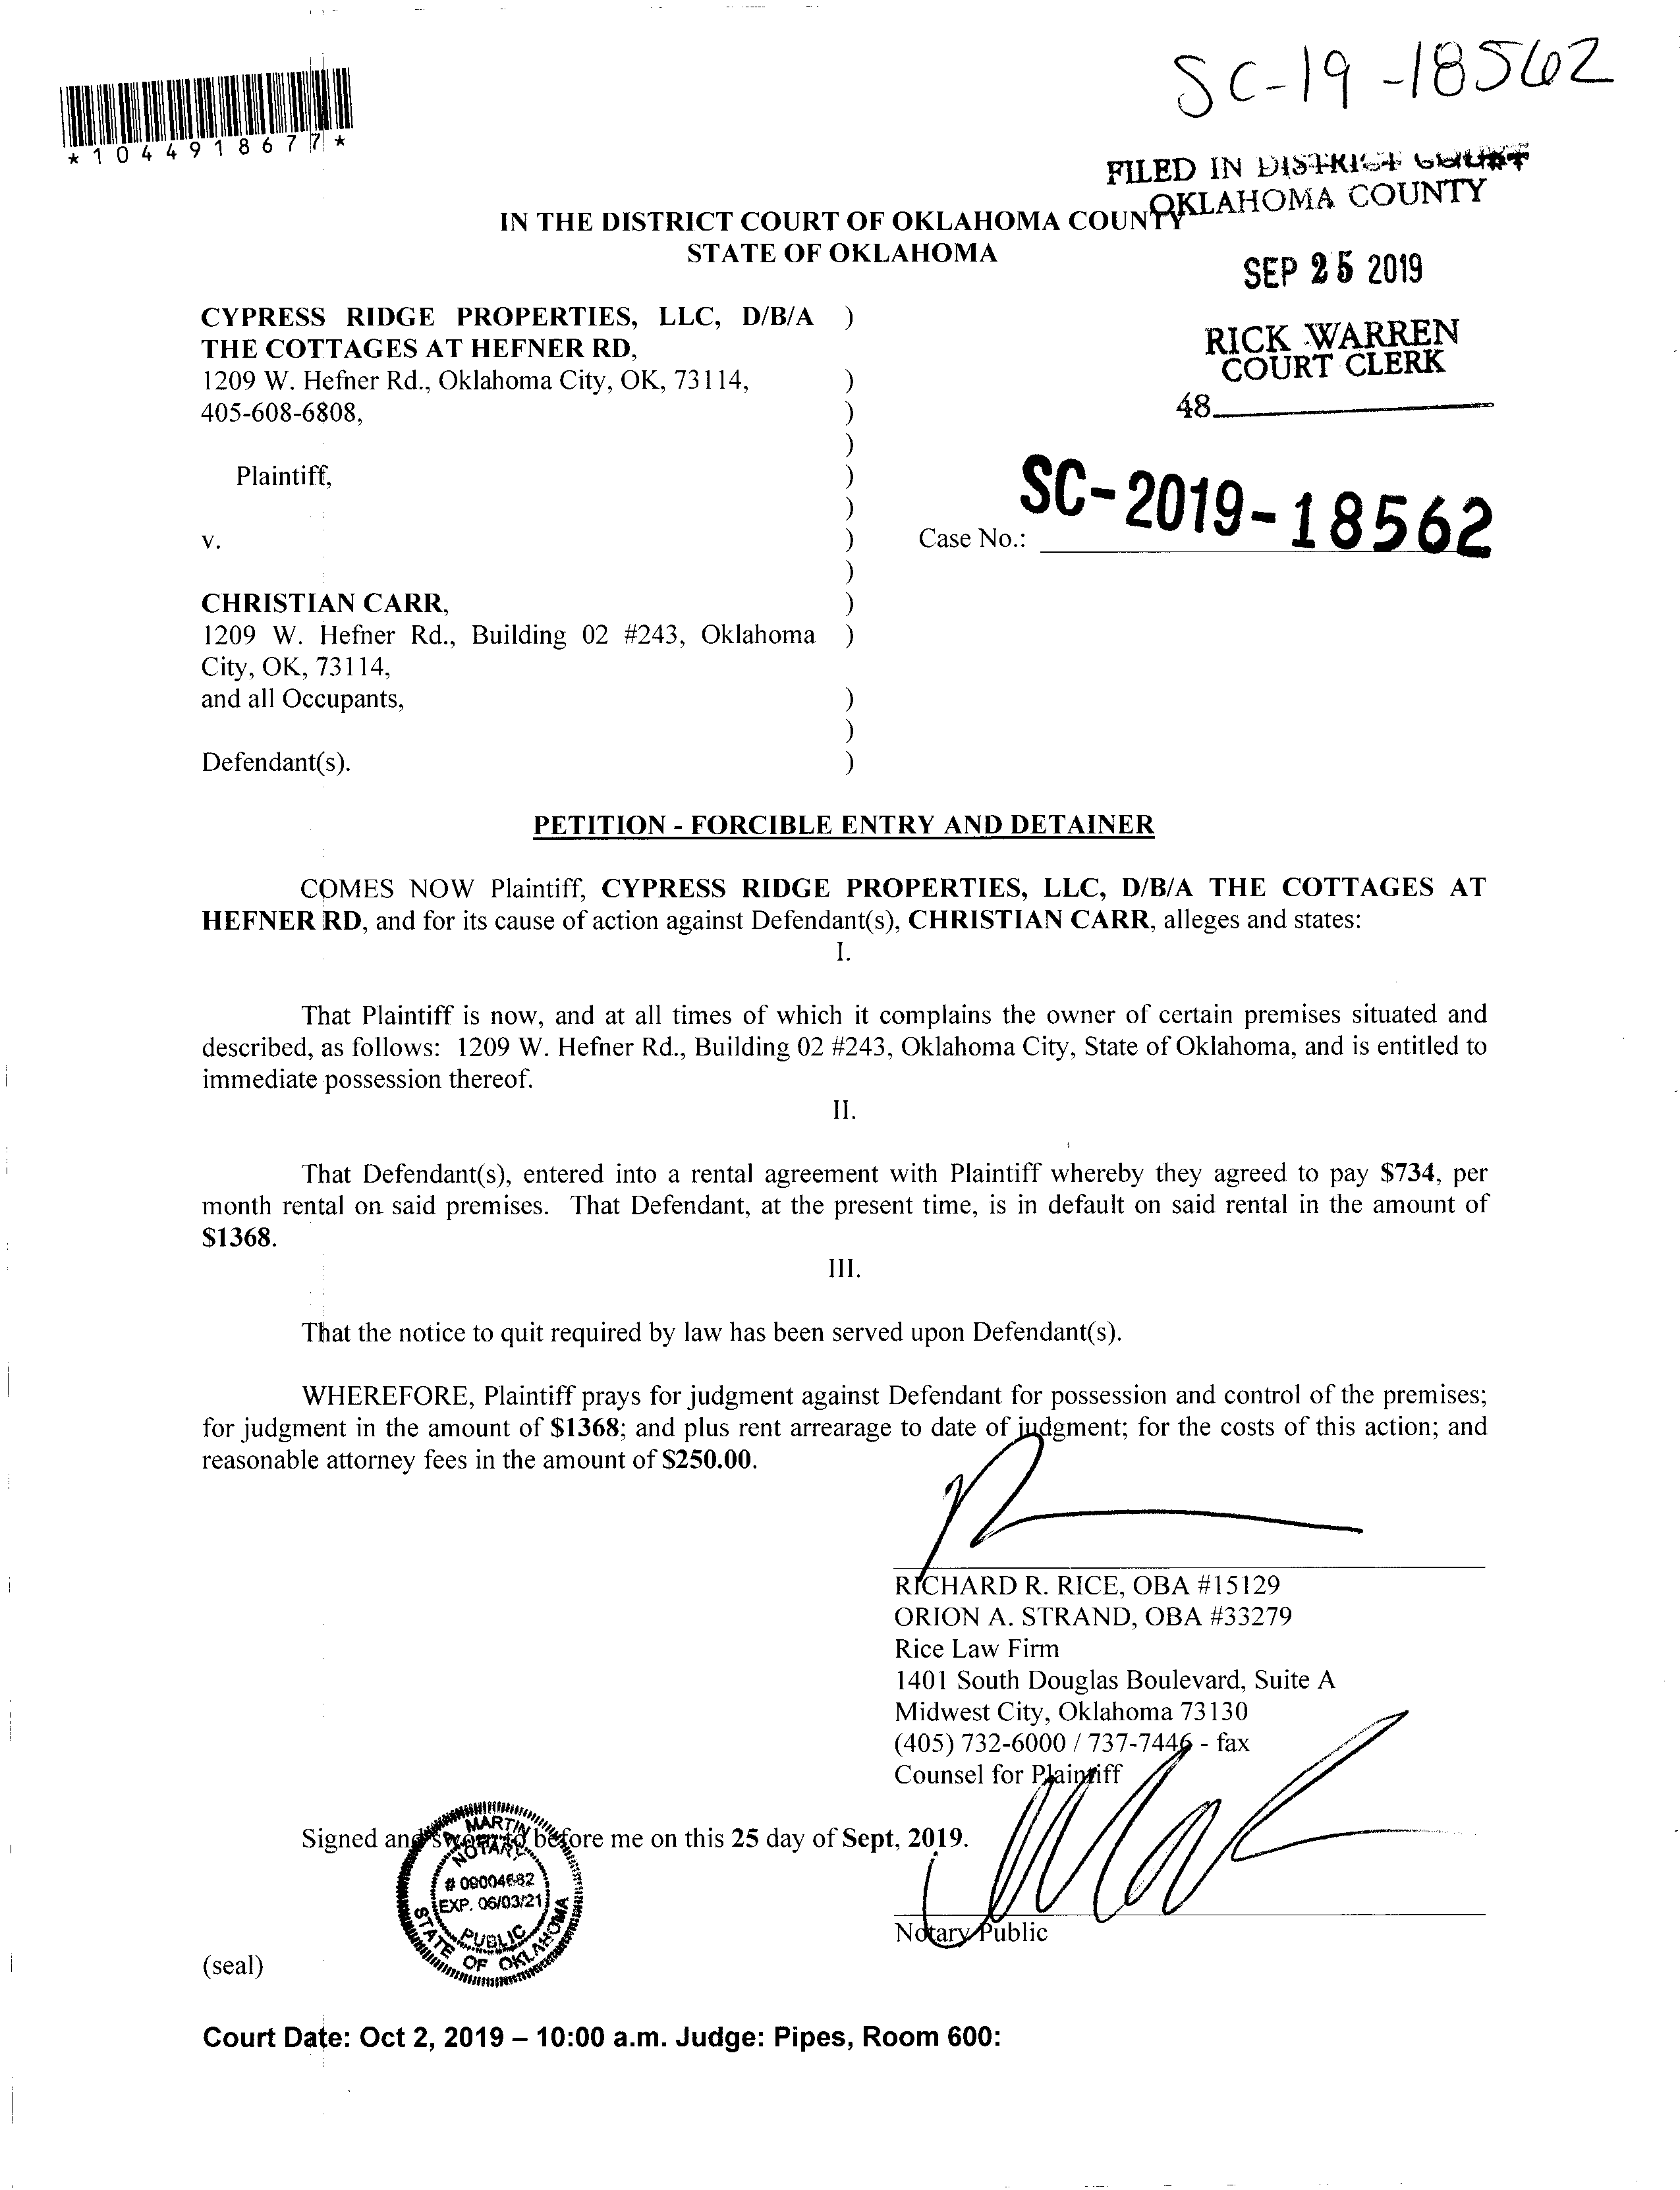 SC-19-18562
*1044918677*
FILED IN DISTRICT COURT
OKLAHOMA COUNTY
IN THE DISTRICT COURT OF OKLAHOMA COUNTY
STATE OF OKLAHOMA
SEP 25 2019
RICK WARREN
COURT CLERK
48
CYPRESS RIDGE PROPERTIES, LLC, D/B/A )
THE COTTAGES AT HEFNER RD,
1209 W. Hefner Rd., Oklahoma City, OK, 73114, )
405-608-6808, )
)
Plaintiff, )
)
v. )
)
SC-2019-18562
Case No.:
CHRISTIAN CARR, )
1209 W. Hefner Rd., Building 02 #243, Oklahoma )
City, OK, 73114,
and all Occupants, )
)
Defendant(s). )
PETITION - FORCIBLE ENTRY AND DETAINER
COMES NOW Plaintiff, CYPRESS RIDGE PROPERTIES, LLC, D/B/A THE COTTAGES AT
HEFNER RD, and for its cause of action against Defendant(s), CHRISTIAN CARR, alleges and states:
I.
That Plaintiff is now, and at all times of which it complains the owner of certain premises situated and
described, as follows: 1209 W. Hefner Rd., Building 02 #243, Oklahoma City, State of Oklahoma, and is entitled to
immediate possession thereof.
II.
That Defendant(s), entered into a rental agreement with Plaintiff whereby they agreed to pay $734, per
month rental on said premises. That Defendant, at the present time, is in default on said rental in the amount of
$1368.
III.
That the notice to quit required by law has been served upon Defendant(s).
WHEREFORE, Plaintiff prays for judgment against Defendant for possession and control of the premises;
for judgment in the amount of $1368; and plus rent arrearage to date of judgment; for the costs of this action; and
reasonable attorney fees in the amount of $250.00.
RICHARD R. RICE, OBA #15129
ORION A. STRAND, OBA #33279
Rice Law Firm
1401 South Douglas Boulevard, Suite A
Midwest City, Oklahoma 73130
(405) 732-6000 / 737-7446 - fax
Counsel for Plaintiff
Signed and sworn to before me on this 25 day of Sept, 2019.
MARTIN
NOTARY
# 09004682
EXP. 06/03/21
PUBLIC
STATE OF OKLAHOMA
Notary Public
(seal)
Court Date: Oct 2, 2019 – 10:00 a.m. Judge: Pipes, Room 600: